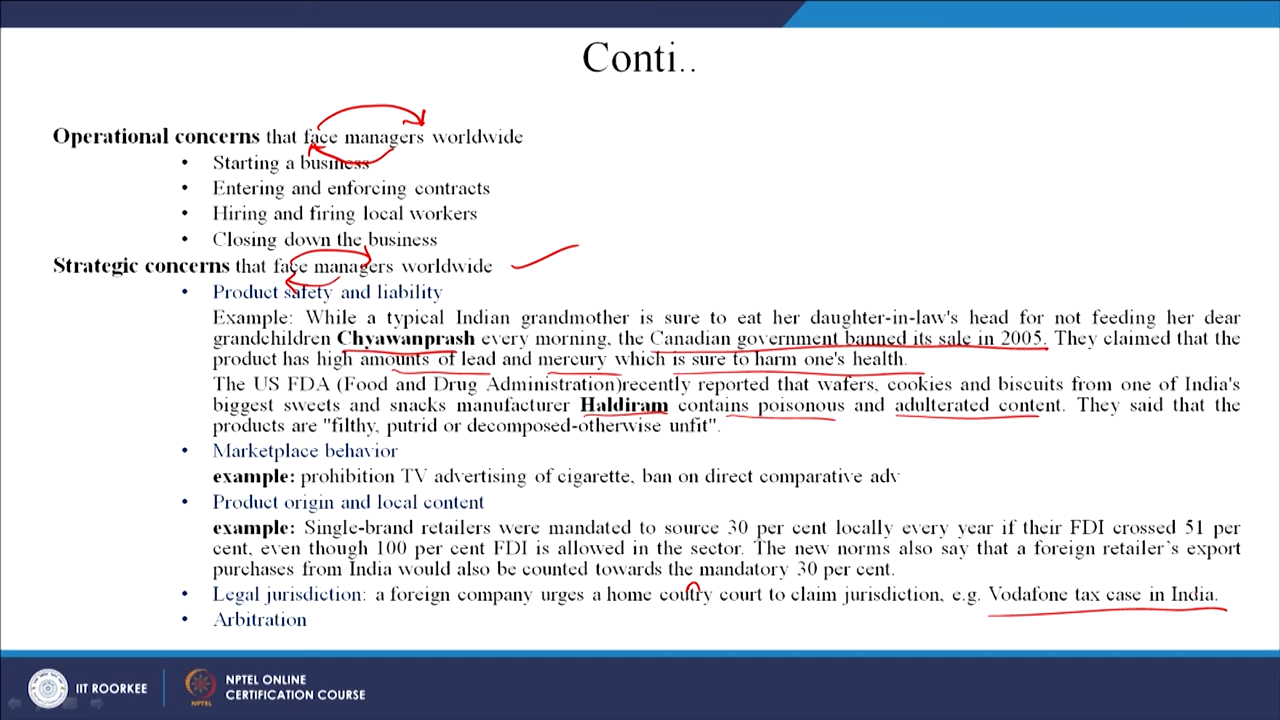 Conti..
Operational concerns that face managers worldwide
• Starting a business
• Entering and enforcing contracts
• Hiring and firing local workers
• Closing down the business
Strategic concerns that face managers worldwide
• Product safety and liability
Example: While a typical Indian grandmother is sure to eat her daughter-in-law's head for not feeding her dear
grandchildren Chyawanprash every morning, the Canadian government banned its sale in 2005. They claimed that the
product has high amounts of lead and mercury which is sure to harm one's health.
The US FDA (Food and Drug Administration)recently reported that wafers, cookies and biscuits from one of India's
biggest sweets and snacks manufacturer Haldiram contains poisonous and adulterated content. They said that the
products are "filthy, putrid or decomposed-otherwise unfit".
• Marketplace behavior
example: prohibition TV advertising of cigarette, ban on direct comparative adv
• Product origin and local content
example: Single-brand retailers were mandated to source 30 per cent locally every year if their FDI crossed 51 per
cent, even though 100 per cent FDI is allowed in the sector. The new norms also say that a foreign retailer's export
purchases from India would also be counted towards the mandatory 30 per cent.
• Legal jurisdiction: a foreign company urges a home coutry court to claim jurisdiction, e.g. Vodafone tax case in India.
• Arbitration
IIT ROORKEE
NPTEL
NPTEL ONLINE
CERTIFICATION COURSE